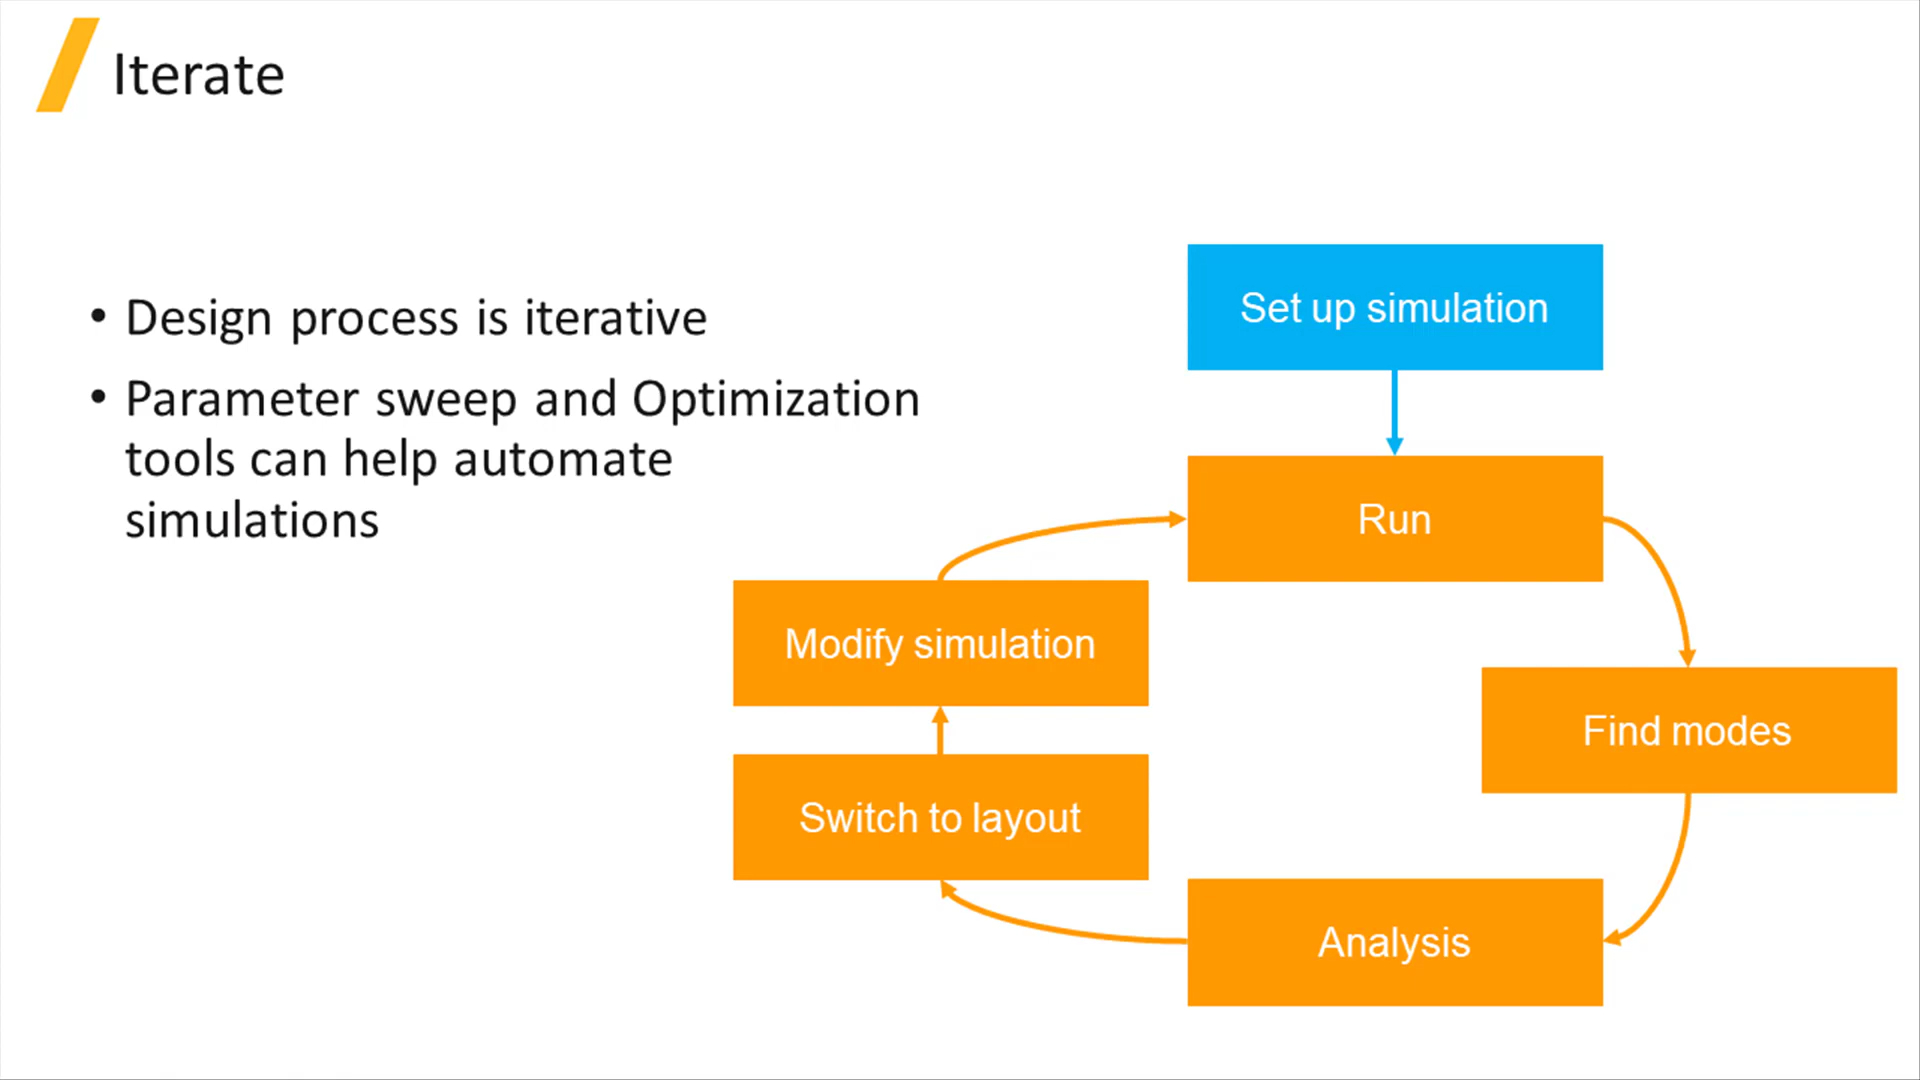 Iterate
• Design process is iterative
• Parameter sweep and Optimization
tools can help automate
simulations
Set up simulation
Run
Find modes
Analysis
Switch to layout
Modify simulation